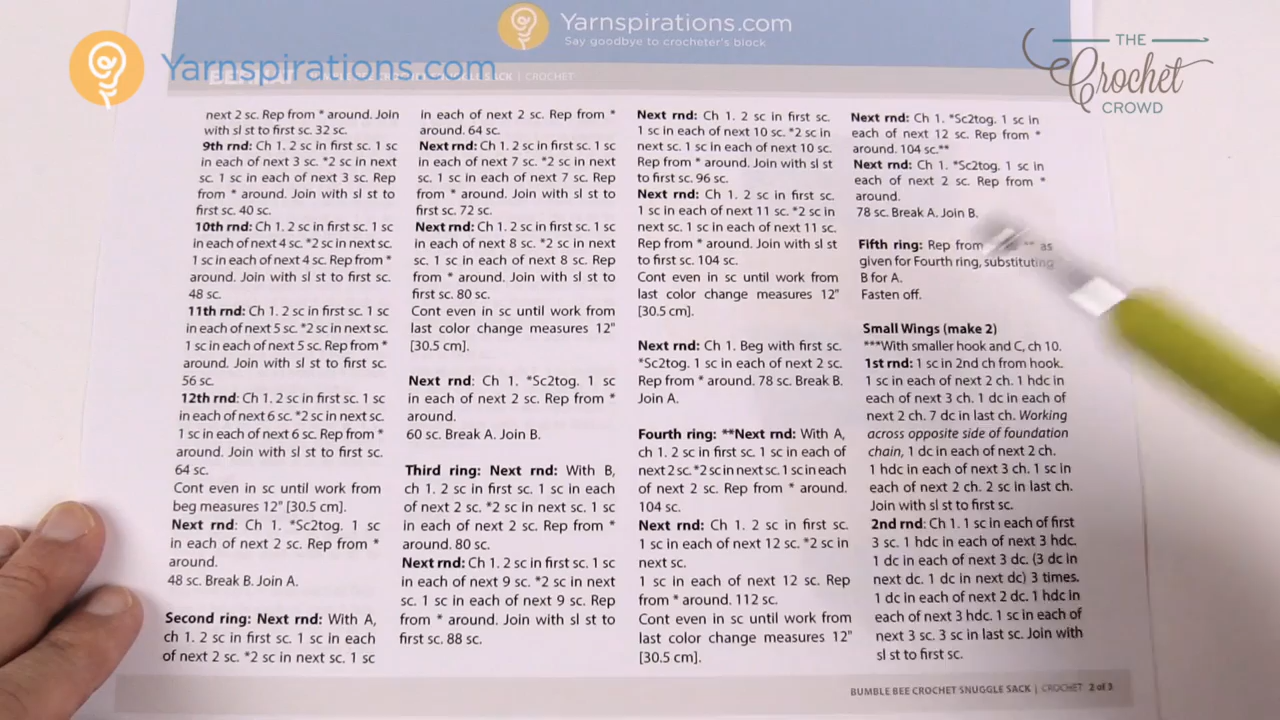 Yarnspirations.com
Say goodbye to crocheter's block
Yarnspirations.com
THE
Crochet
CROWD
SACK | CROCHET
next 2 sc. Rep from * around. Join
with sl st to first sc. 32 sc.
9th rnd: Ch 1. 2 sc in first sc. 1 sc
in each of next 3 sc. *2 sc in next
sc. 1 sc in each of next 3 sc. Rep
from * around. Join with sl st to
first sc. 40 sc.
10th rnd: Ch 1. 2 sc in first sc. 1 sc
in each of next 4 sc. *2 sc in next sc.
1 sc in each of next 4 sc. Rep from *
around. Join with sl st to first sc.
48 sc.
11th rnd: Ch 1. 2 sc in first sc. 1 sc
in each of next 5 sc. *2 sc in next sc.
1 sc in each of next 5 sc. Rep from *
around. Join with sl st to first sc.
56 sc.
12th rnd: Ch 1. 2 sc in first sc. 1 sc
in each of next 6 sc. *2 sc in next sc.
1 sc in each of next 6 sc. Rep from *
around. Join with sl st to first sc.
64 sc.
Cont even in sc until work from
beg measures 12" [30.5 cm].
Next rnd: Ch 1. *Sc2tog. 1 sc
in each of next 2 sc. Rep from *
around.
48 sc. Break B. Join A.
Second ring: Next rnd: With A,
ch 1. 2 sc in first sc. 1 sc in each
of next 2 sc. *2 sc in next sc. 1 sc
in each of next 2 sc. Rep from *
around. 64 sc.
Next rnd: Ch 1. 2 sc in first sc. 1 sc
in each of next 7 sc. *2 sc in next
sc. 1 sc in each of next 7 sc. Rep
from * around. Join with sl st to
first sc. 72 sc.
Next rnd: Ch 1. 2 sc in first sc. 1 sc
in each of next 8 sc. *2 sc in next
sc. 1 sc in each of next 8 sc. Rep
from * around. Join with sl st to
first sc. 80 sc.
Cont even in sc until work from
last color change measures 12"
[30.5 cm].
Next rnd: Ch 1. *Sc2tog. 1 sc
in each of next 2 sc. Rep from *
around.
60 sc. Break A. Join B.
Third ring: Next rnd: With B,
ch 1. 2 sc in first sc. 1 sc in each
of next 2 sc. *2 sc in next sc. 1 sc
in each of next 2 sc. Rep from *
around. 80 sc.
Next rnd: Ch 1. 2 sc in first sc. 1 sc
in each of next 9 sc. *2 sc in next
sc. 1 sc in each of next 9 sc. Rep
from * around. Join with sl st to
first sc. 88 sc.
Next rnd: Ch 1. 2 sc in first sc.
1 sc in each of next 10 sc. *2 sc in
next sc. 1 sc in each of next 10 sc.
Rep from * around. Join with sl st
to first sc. 96 sc.
Next rnd: Ch 1. 2 sc in first sc.
1 sc in each of next 11 sc. *2 sc in
next sc. 1 sc in each of next 11 sc.
Rep from * around. Join with sl st
to first sc. 104 sc.
Cont even in sc until work from
last color change measures 12"
[30.5 cm].
Next rnd: Ch 1. Beg with first sc.
*Sc2tog. 1 sc in each of next 2 sc.
Rep from * around. 78 sc. Break B.
Join A.
Fourth ring: **Next rnd: With A,
ch 1. 2 sc in first sc. 1 sc in each of
next 2 sc. *2 sc in next sc. 1 sc in each
of next 2 sc. Rep from * around.
104 sc.
Next rnd: Ch 1. 2 sc in first sc.
1 sc in each of next 12 sc. *2 sc in
next sc.
1 sc in each of next 12 sc. Rep
from * around. 112 sc.
Cont even in sc until work from
last color change measures 12"
[30.5 cm].
Next rnd: Ch 1. *Sc2tog. 1 sc in
each of next 12 sc. Rep from *
around. 104 sc.**
Next rnd: Ch 1. *Sc2tog. 1 sc in
each of next 2 sc. Rep from *
around.
78 sc. Break A. Join B.
Fifth ring: Rep from ** as
given for Fourth ring, substituting
B for A.
Fasten off.
Small Wings (make 2)
***With smaller hook and C, ch 10.
1st rnd: 1 sc in 2nd ch from hook.
1 sc in each of next 2 ch. 1 hdc in
each of next 3 ch. 1 dc in each of
next 2 ch. 7 dc in last ch. Working
across opposite side of foundation
chain, 1 dc in each of next 2 ch.
1 hdc in each of next 3 ch. 1 sc in
each of next 2 ch. 2 sc in last ch.
Join with sl st to first sc.
2nd rnd: Ch 1. 1 sc in each of first
3 sc. 1 hdc in each of next 3 hdc.
1 dc in each of next 3 dc. (3 dc in
next dc. 1 dc in next dc) 3 times.
1 dc in each of next 2 dc. 1 hdc in
each of next 3 hdc. 1 sc in each of
next 3 sc. 3 sc in last sc. Join with
sl st to first sc.
BUMBLE BEE CROCHET SNUGGLE SACK | CROCHET 2 of 3